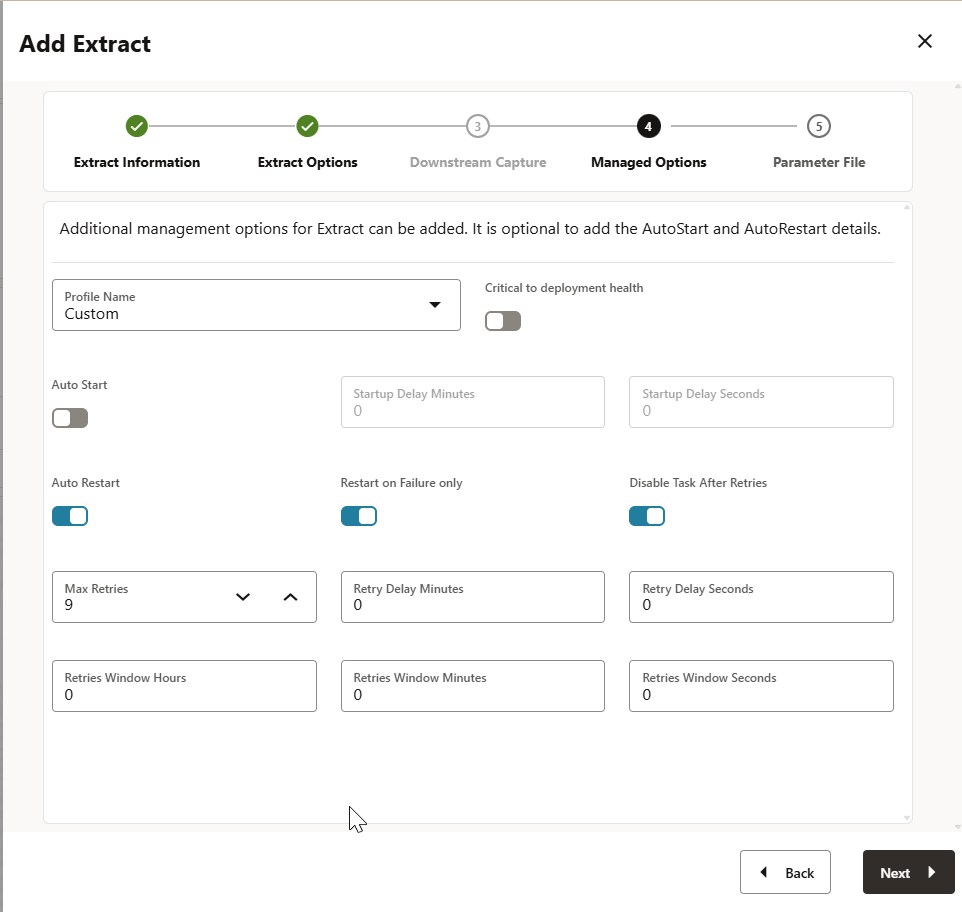 Add Extract
3
4
5
Extract Information
Extract Options
Downstream Capture
Managed Options
Parameter File
Additional management options for Extract can be added. It is optional to add the AutoStart and AutoRestart details.
Profile Name
Custom
Critical to deployment health
Auto Start
Startup Delay Minutes
0
Startup Delay Seconds
0
Auto Restart
Restart on Failure only
Disable Task After Retries
Max Retries
9
Retry Delay Minutes
0
Retry Delay Seconds
0
Retries Window Hours
0
Retries Window Minutes
0
Retries Window Seconds
0
Back
Next